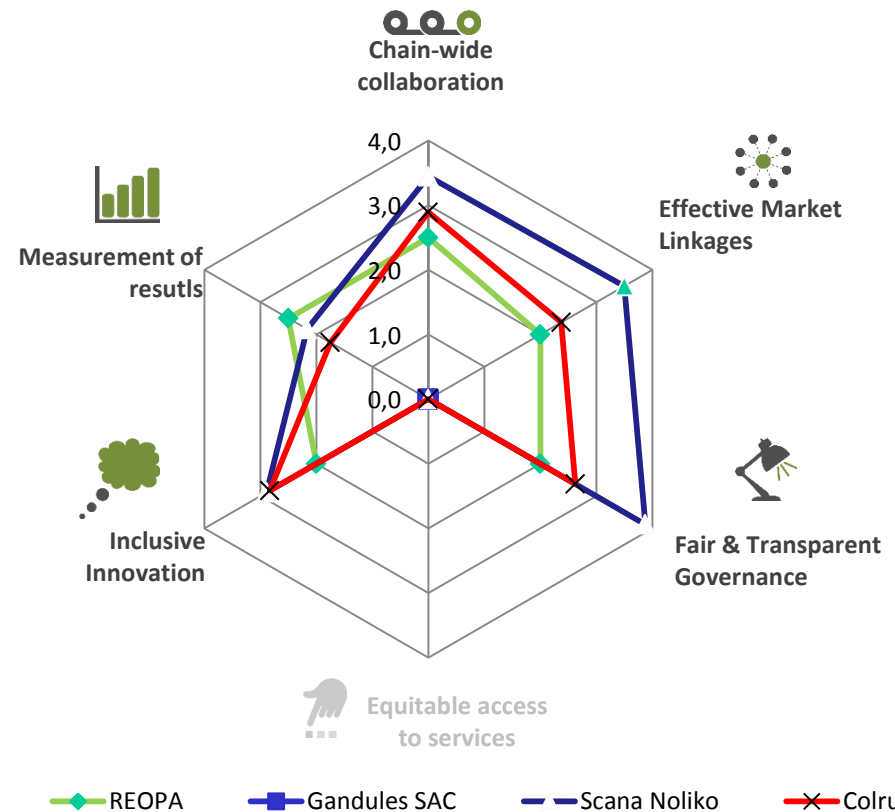 Chain-wide
collaboration
4,0
3,0
2,0
1,0
0,0
Effective Market
Linkages
Measurement of
resutls
Inclusive
Innovation
Fair & Transparent
Governance
Equitable access
to services
REOPA
Gandules SAC
Scana Noliko
Colru